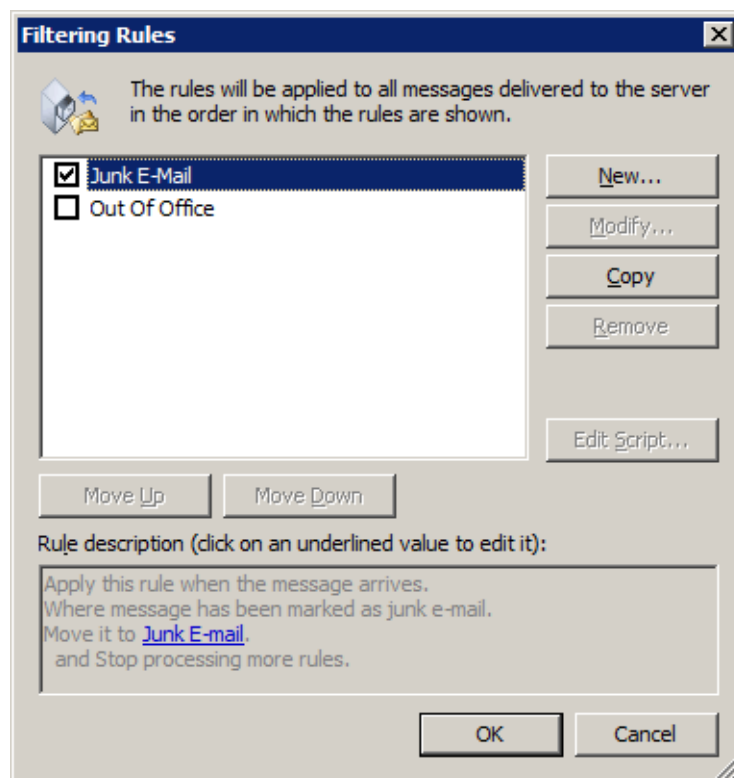 Filtering Rules
The rules will be applied to all messages delivered to the server
in the order in which the rules are shown.
Junk E-Mail
Out Of Office
New...
Modify...
Copy
Remove
Edit Script...
Move Up
Move Down
Rule description (click on an underlined value to edit it):
Apply this rule when the message arrives.
Where message has been marked as junk e-mail.
Move it to Junk E-mail.
and Stop processing more rules.
OK
Cancel